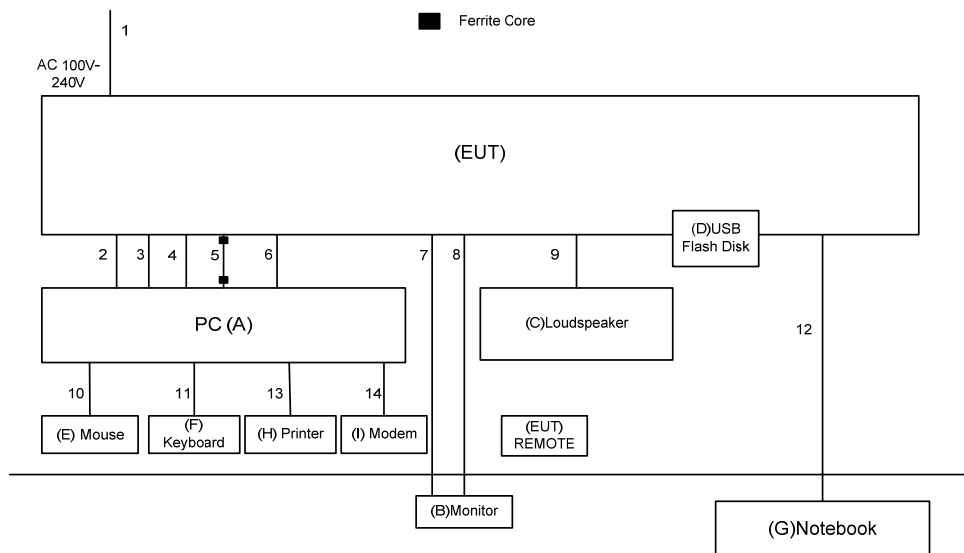 1
Ferrite Core
AC 100V-
240V
(EUT)
(D)USB
Flash Disk
2
3
4
5
6
7
8
9
PC (A)
(C)Loudspeaker
12
10
11
13
14
(E) Mouse
(F)
Keyboard
(H) Printer
(I) Modem
(EUT)
REMOTE
(B)Monitor
(G)Notebook